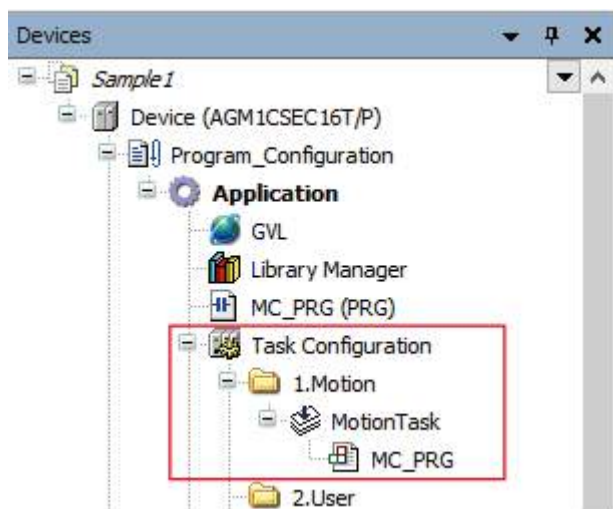 Devices
Sample1
Device (AGM1CSEC16T/P)
Program_Configuration
Application
GVL
Library Manager
MC_PRG (PRG)
Task Configuration
1.Motion
MotionTask
MC_PRG
2.User